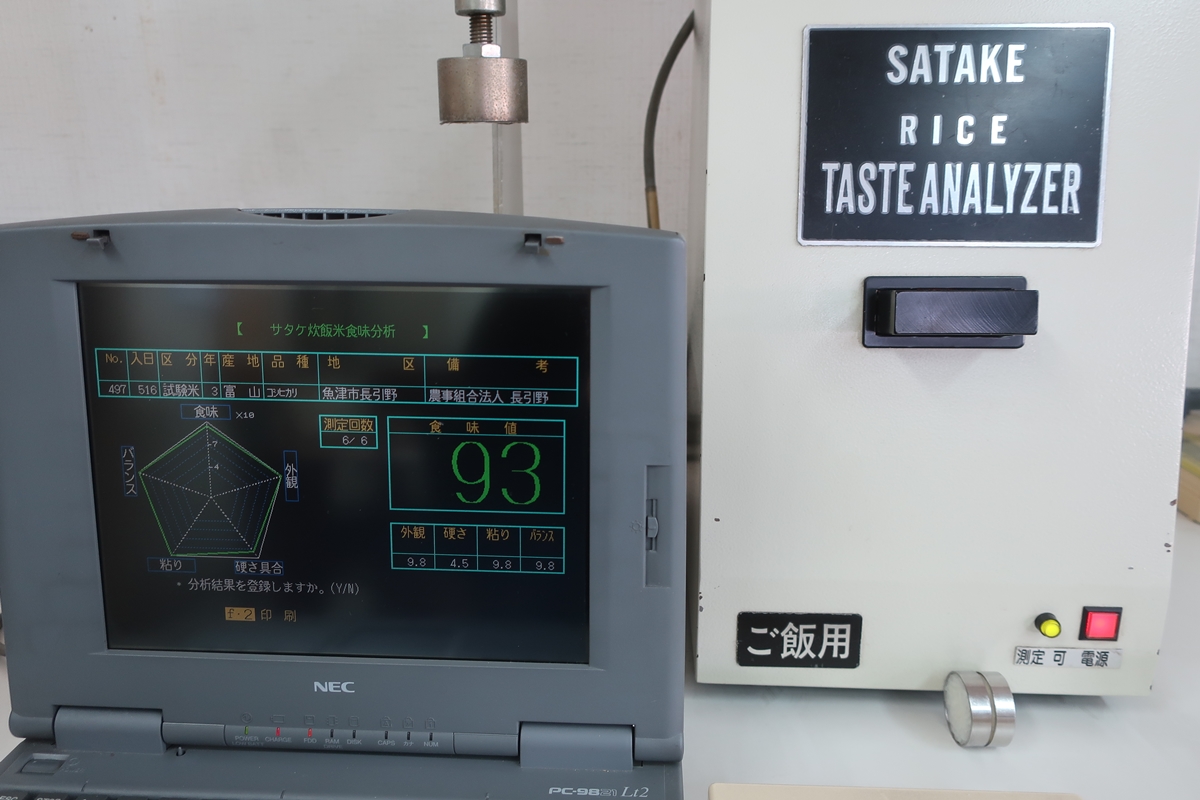 SATAKE
RICE
TASTE ANALYZER
【 サタケ炊飯米食味分析 】
No. 入日 区分 年 産地 品種 地区 備考
497 516 試験米 3 富山 コシヒカリ 魚津市長引野 農事組合法人 長引野
食味 ×10
7
4
バランス
外観
粘り
硬さ具合
測定回数
6/ 6
食味値
93
外観 硬さ 粘り バランス
9.8 4.5 9.8 9.8
* 分析結果を登録しますか。(Y/N)
f・2 印刷
NEC
POWER CHARGE FDD RAM DISK CAPS カナ NUM
PC-9821 Lt2
ご飯用
測定 可 電源